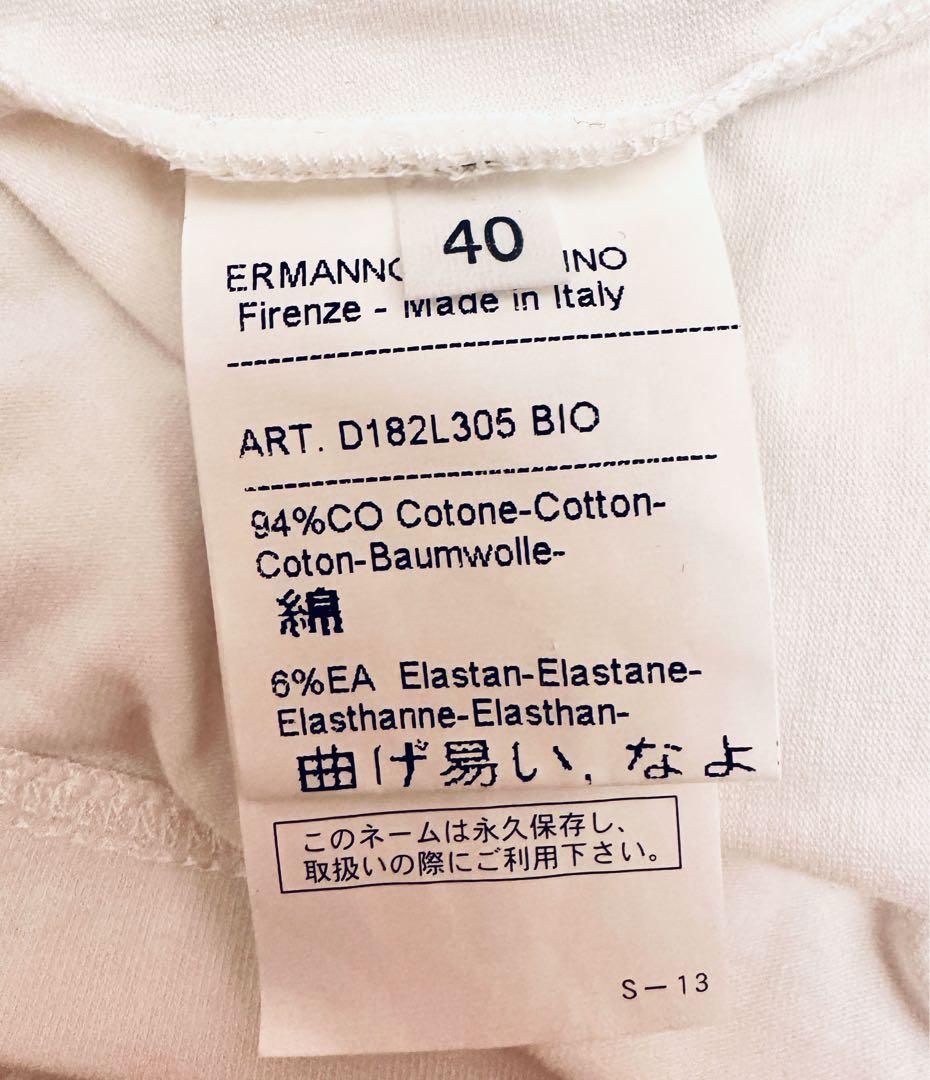 40
ERMANNO INO
Firenze - Made in Italy
ART. D182L305 BIO
94%CO Cotone-Cotton-
Coton-Baumwolle-
綿
6%EA Elastan-Elastane-
Elasthanne-Elasthan-
曲げ易い, なよ
このネームは永久保存し、
取扱いの際にご利用下さい。
S－13